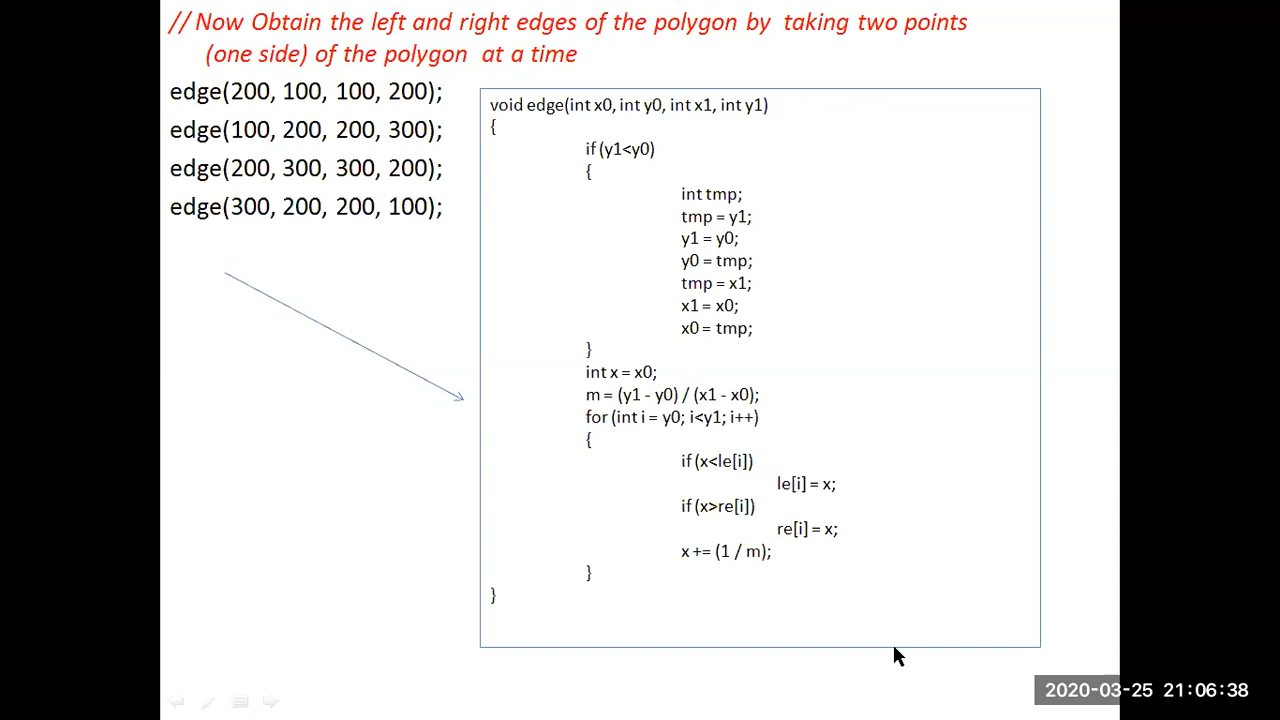 // Now Obtain the left and right edges of the polygon by taking two points
(one side) of the polygon at a time
edge(200, 100, 100, 200);
edge(100, 200, 200, 300);
edge(200, 300, 300, 200);
edge(300, 200, 200, 100);
void edge(int x0, int y0, int x1, int y1)
{
if (y1<y0)
{
int tmp;
tmp = y1;
y1 = y0;
y0 = tmp;
tmp = x1;
x1 = x0;
x0 = tmp;
}
int x = x0;
m = (y1 - y0) / (x1 - x0);
for (int i = y0; i<y1; i++)
{
if (x<le[i])
le[i] = x;
if (x>re[i])
re[i] = x;
x += (1 / m);
}
}
2020-03-25 21:06:38